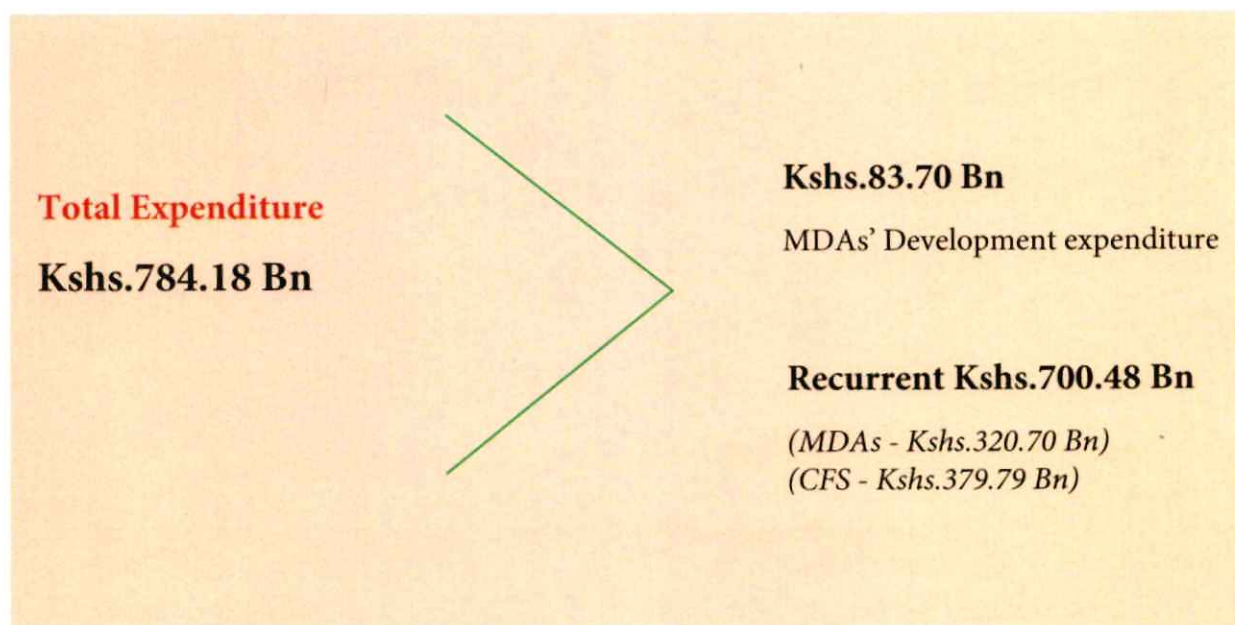 Total Expenditure
Kshs.784.18 Bn
Kshs.83.70 Bn
MDAs' Development expenditure
Recurrent Kshs.700.48 Bn
(MDAs - Kshs.320.70 Bn)
(CFS - Kshs.379.79 Bn)